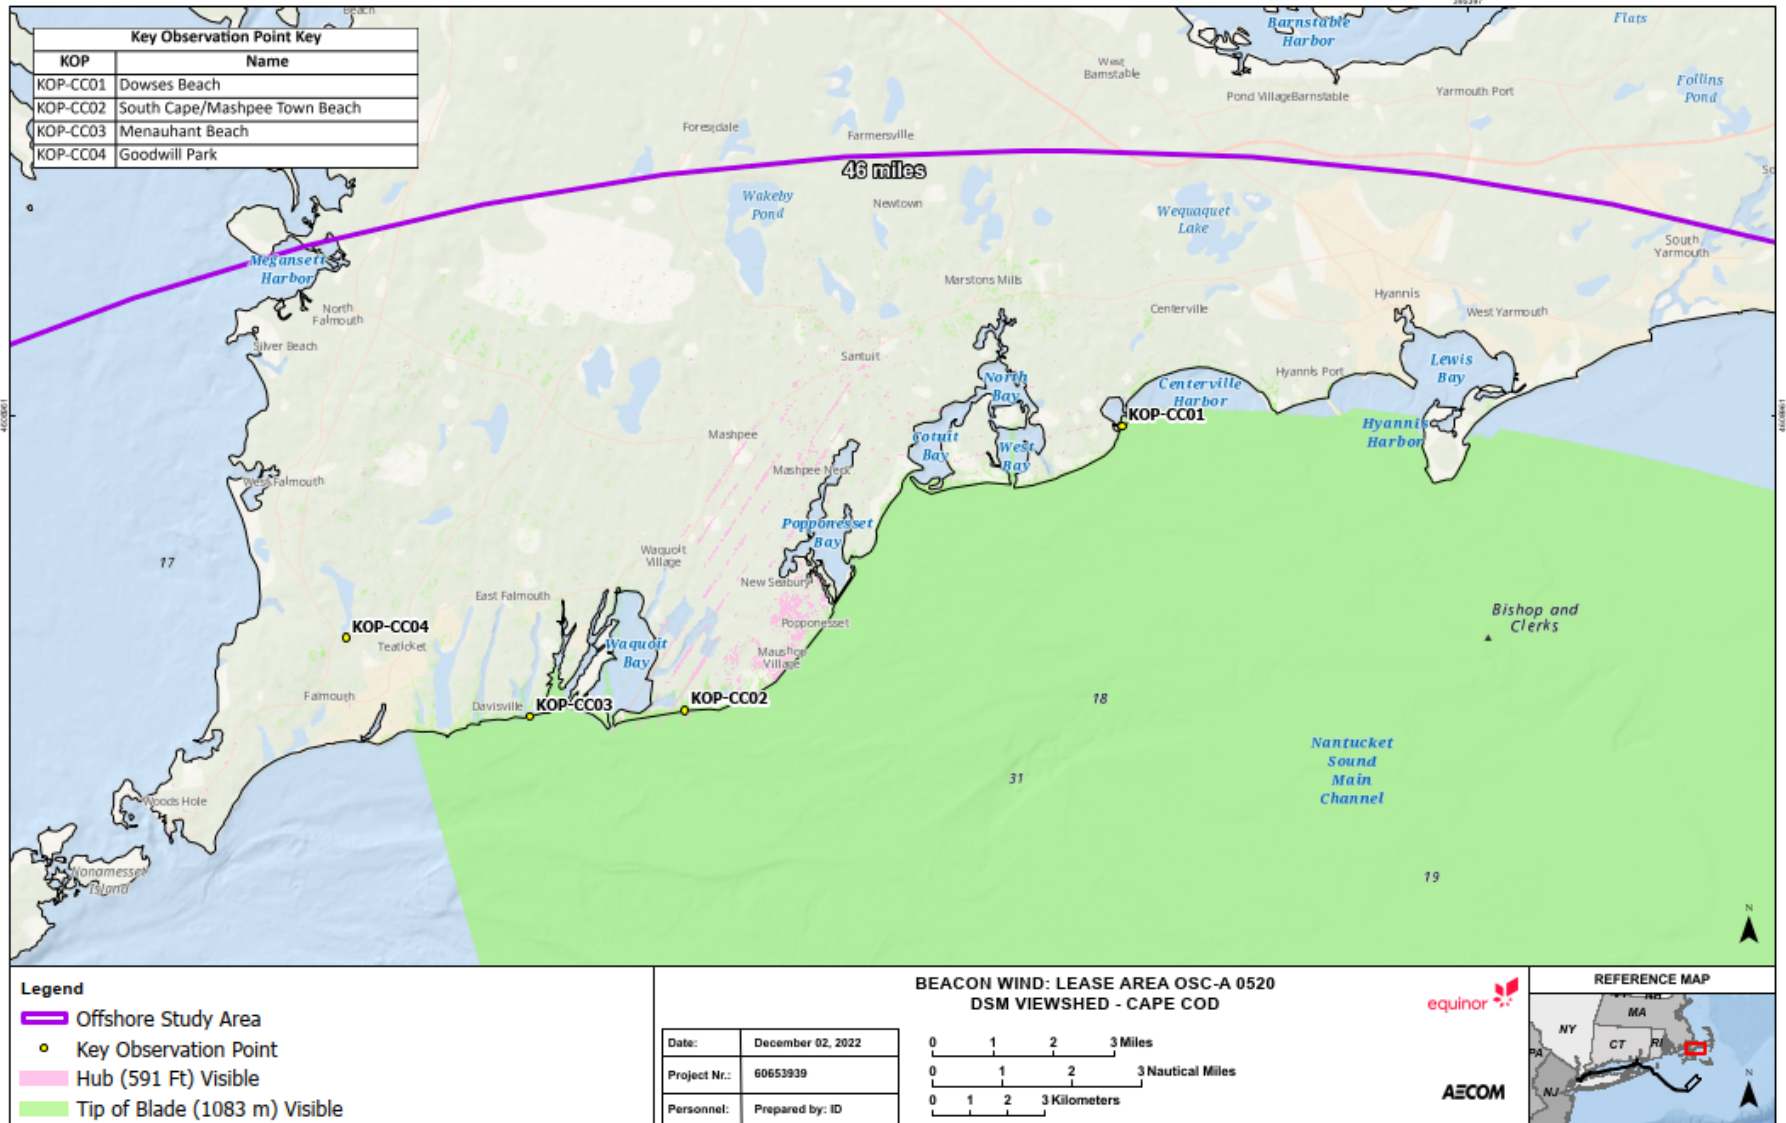 Beach
Key Observation Point Key
KOP Name
KOP-CC01 Dowses Beach
KOP-CC02 South Cape/Mashpee Town Beach
KOP-CC03 Menauhant Beach
KOP-CC04 Goodwill Park
Barnstable
Harbor
Flats
West
Barnstable
Pond Village
Barnstable
Yarmouth Port
Follins
Pond
Forestdale
Farmersville
46 miles
Wakeby
Pond
Newtown
Wequaquet
Lake
South
Yarmouth
Megansett
Harbor
North
Falmouth
Silver Beach
Marstons Mills
Centerville
Hyannis
West Yarmouth
Santuit
North
Bay
Centerville
Harbor
Hyannis Port
Lewis
Bay
KOP-CC01
Hyannis
Harbor
Cotuit
Bay
West
Bay
Mashpee
Mashpee Neck
West Falmouth
Popponesset
Bay
17
Waquoit
Village
New Seabury
East Falmouth
Popponesset
Bishop and
Clerks
KOP-CC04
Teaticket
Waquoit
Bay
Maushop
Village
Falmouth
Davisville
KOP-CC03
KOP-CC02
18
31
Nantucket
Sound
Main
Channel
19
Woods Hole
Nonamesset
Island
4608961
4608961
N
Legend
Offshore Study Area
Key Observation Point
Hub (591 Ft) Visible
Tip of Blade (1083 m) Visible
BEACON WIND: LEASE AREA OSC-A 0520
DSM VIEWSHED - CAPE COD
Date: December 02, 2022
Project Nr.: 60653939
Personnel: Prepared by: ID
0 1 2 3 Miles
0 1 2 3 Nautical Miles
0 1 2 3 Kilometers
equinor
AECOM
REFERENCE MAP
NH
MA
NY
CT
RI
PA
NJ
N